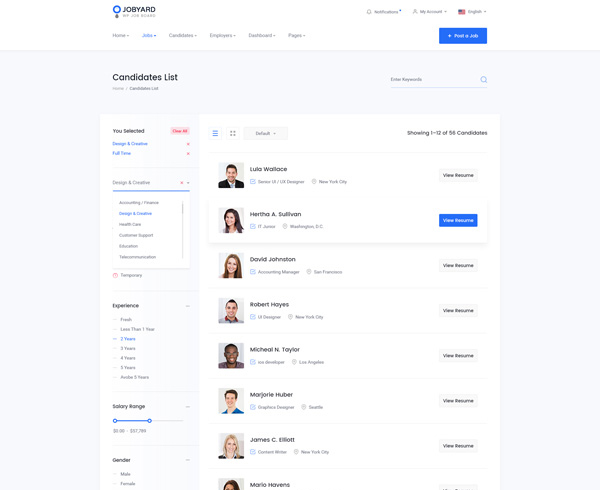 JOBYARD
WP JOB BOARD
Notifications
My Account
English
Home
Jobs
Candidates
Employers
Dashboard
Pages
+ Post a Job
Candidates List
Home / Candidates List
Enter Keywords
You Selected
Clear All
Design & Creative
Full Time
Design & Creative
Accounting / Finance
Design & Creative
Health Care
Customer Support
Education
Telecommunication
Temporary
Experience
Fresh
Less Than 1 Year
2 Years
3 Years
4 Years
5 Years
Avobe 5 Years
Salary Range
$0.00 - $57,789
Gender
Male
Female
Default
Showing 1–12 of 56 Candidates
Lula Wallace
Senior UI / UX Designer
New York City
View Resume
Hertha A. Sullivan
IT Junior
Washington, D.C
View Resume
David Johnston
Accounting Manager
San Francisco
View Resume
Robert Hayes
UI Designer
New York City
View Resume
Micheal N. Taylor
ios developer
Los Angeles
View Resume
Marjorie Huber
Graphics Designer
Seattle
View Resume
James C. Elliott
Content Writer
New York City
View Resume
Mario Havens